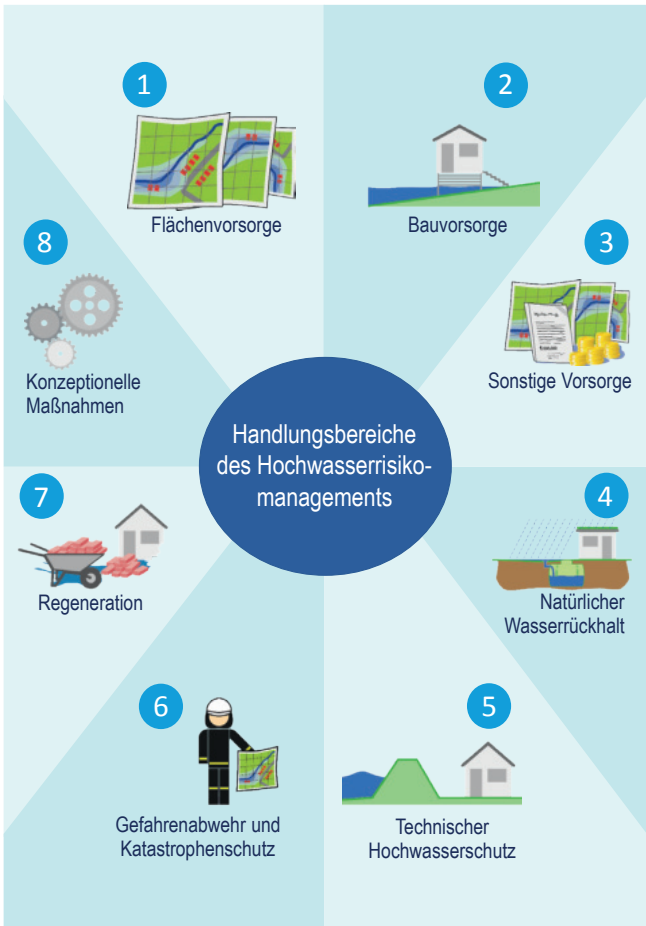 1
Flächenvorsorge
2
Bauvorsorge
3
Sonstige Vorsorge
4
Natürlicher
Wasserrückhalt
5
Technischer
Hochwasserschutz
6
Gefahrenabwehr und
Katastrophenschutz
7
Regeneration
8
Konzeptionelle
Maßnahmen
Handlungsbereiche
des Hochwasserrisiko-
managements